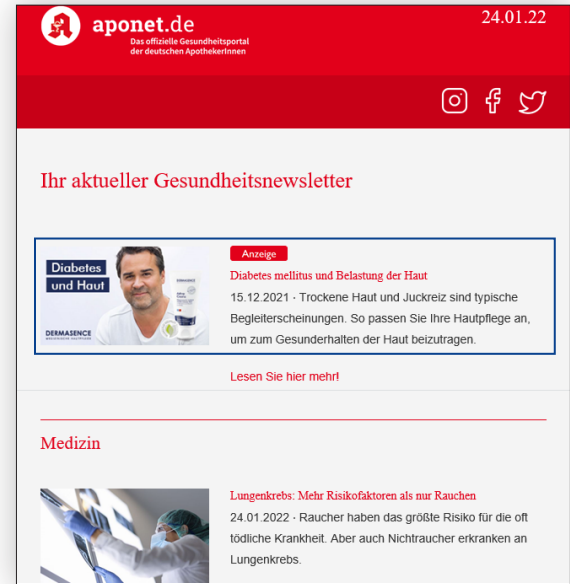 aponet.de
24.01.22
Das offizielle Gesundheitsportal
der deutschen ApothekerInnen
Ihr aktueller Gesundheitsnewsletter
Diabetes
und Haut
DERMASENCE
Anzeige
Diabetes mellitus und Belastung der Haut
15.12.2021 · Trockene Haut und Juckreiz sind typische
Begleiterscheinungen. So passen Sie Ihre Hautpflege an,
um zum Gesunderhalten der Haut beizutragen.
Lesen Sie hier mehr!
Medizin
Lungenkrebs: Mehr Risikofaktoren als nur Rauchen
24.01.2022 · Raucher haben das größte Risiko für die oft
tödliche Krankheit. Aber auch Nichtraucher erkranken an
Lungenkrebs.